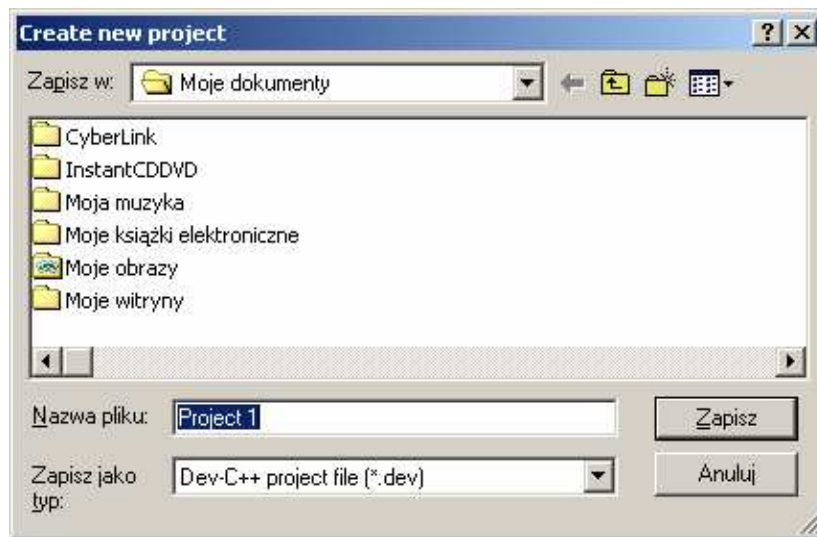 Create new project
Zapisz w: Moje dokumenty
CyberLink
InstantCDDVD
Moja muzyka
Moje książki elektroniczne
Moje obrazy
Moje witryny
Nazwa pliku: Project 1 Zapisz
Zapisz jako typ: Dev-C++ project file (*.dev) Anuluj